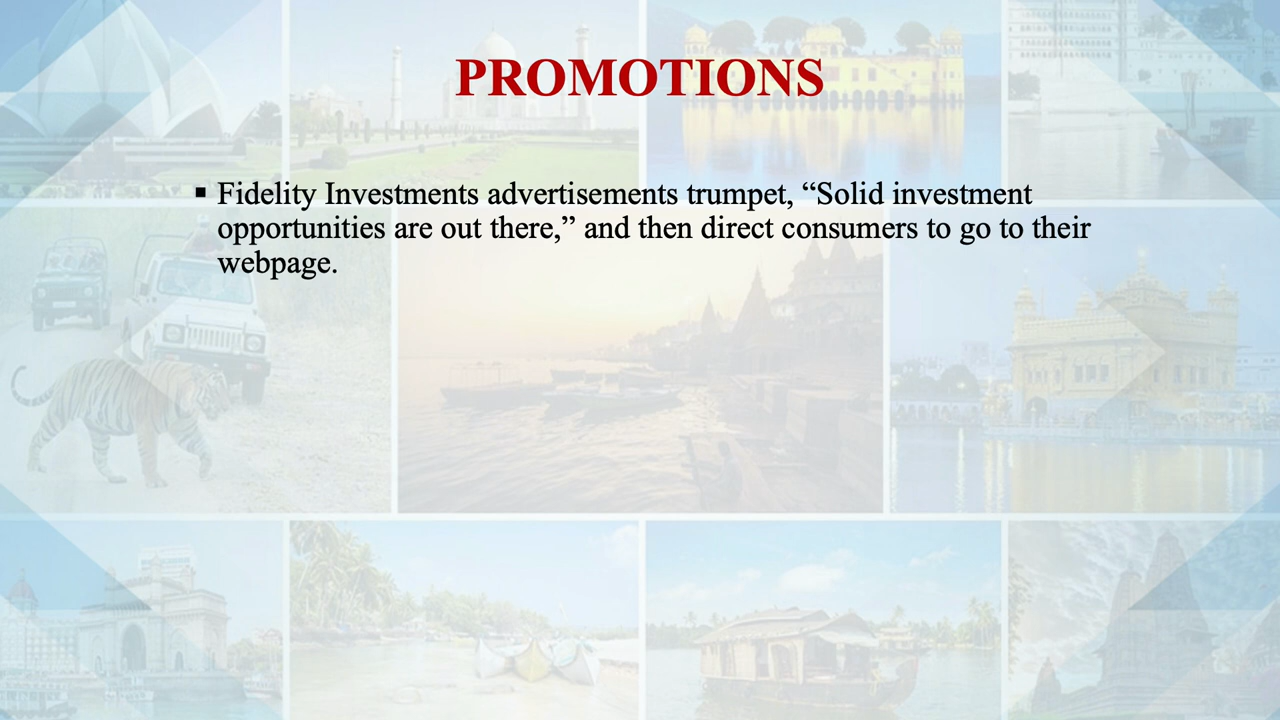 PROMOTIONS
▪ Fidelity Investments advertisements trumpet, “Solid investment
opportunities are out there,” and then direct consumers to go to their
webpage.